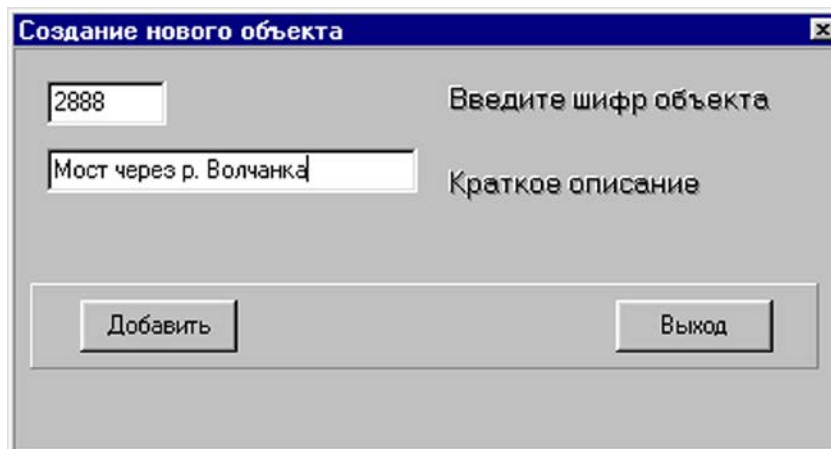 Создание нового объекта
2888
Введите шифр объекта
Мост через р. Волчанка
Краткое описание
Добавить
Выход